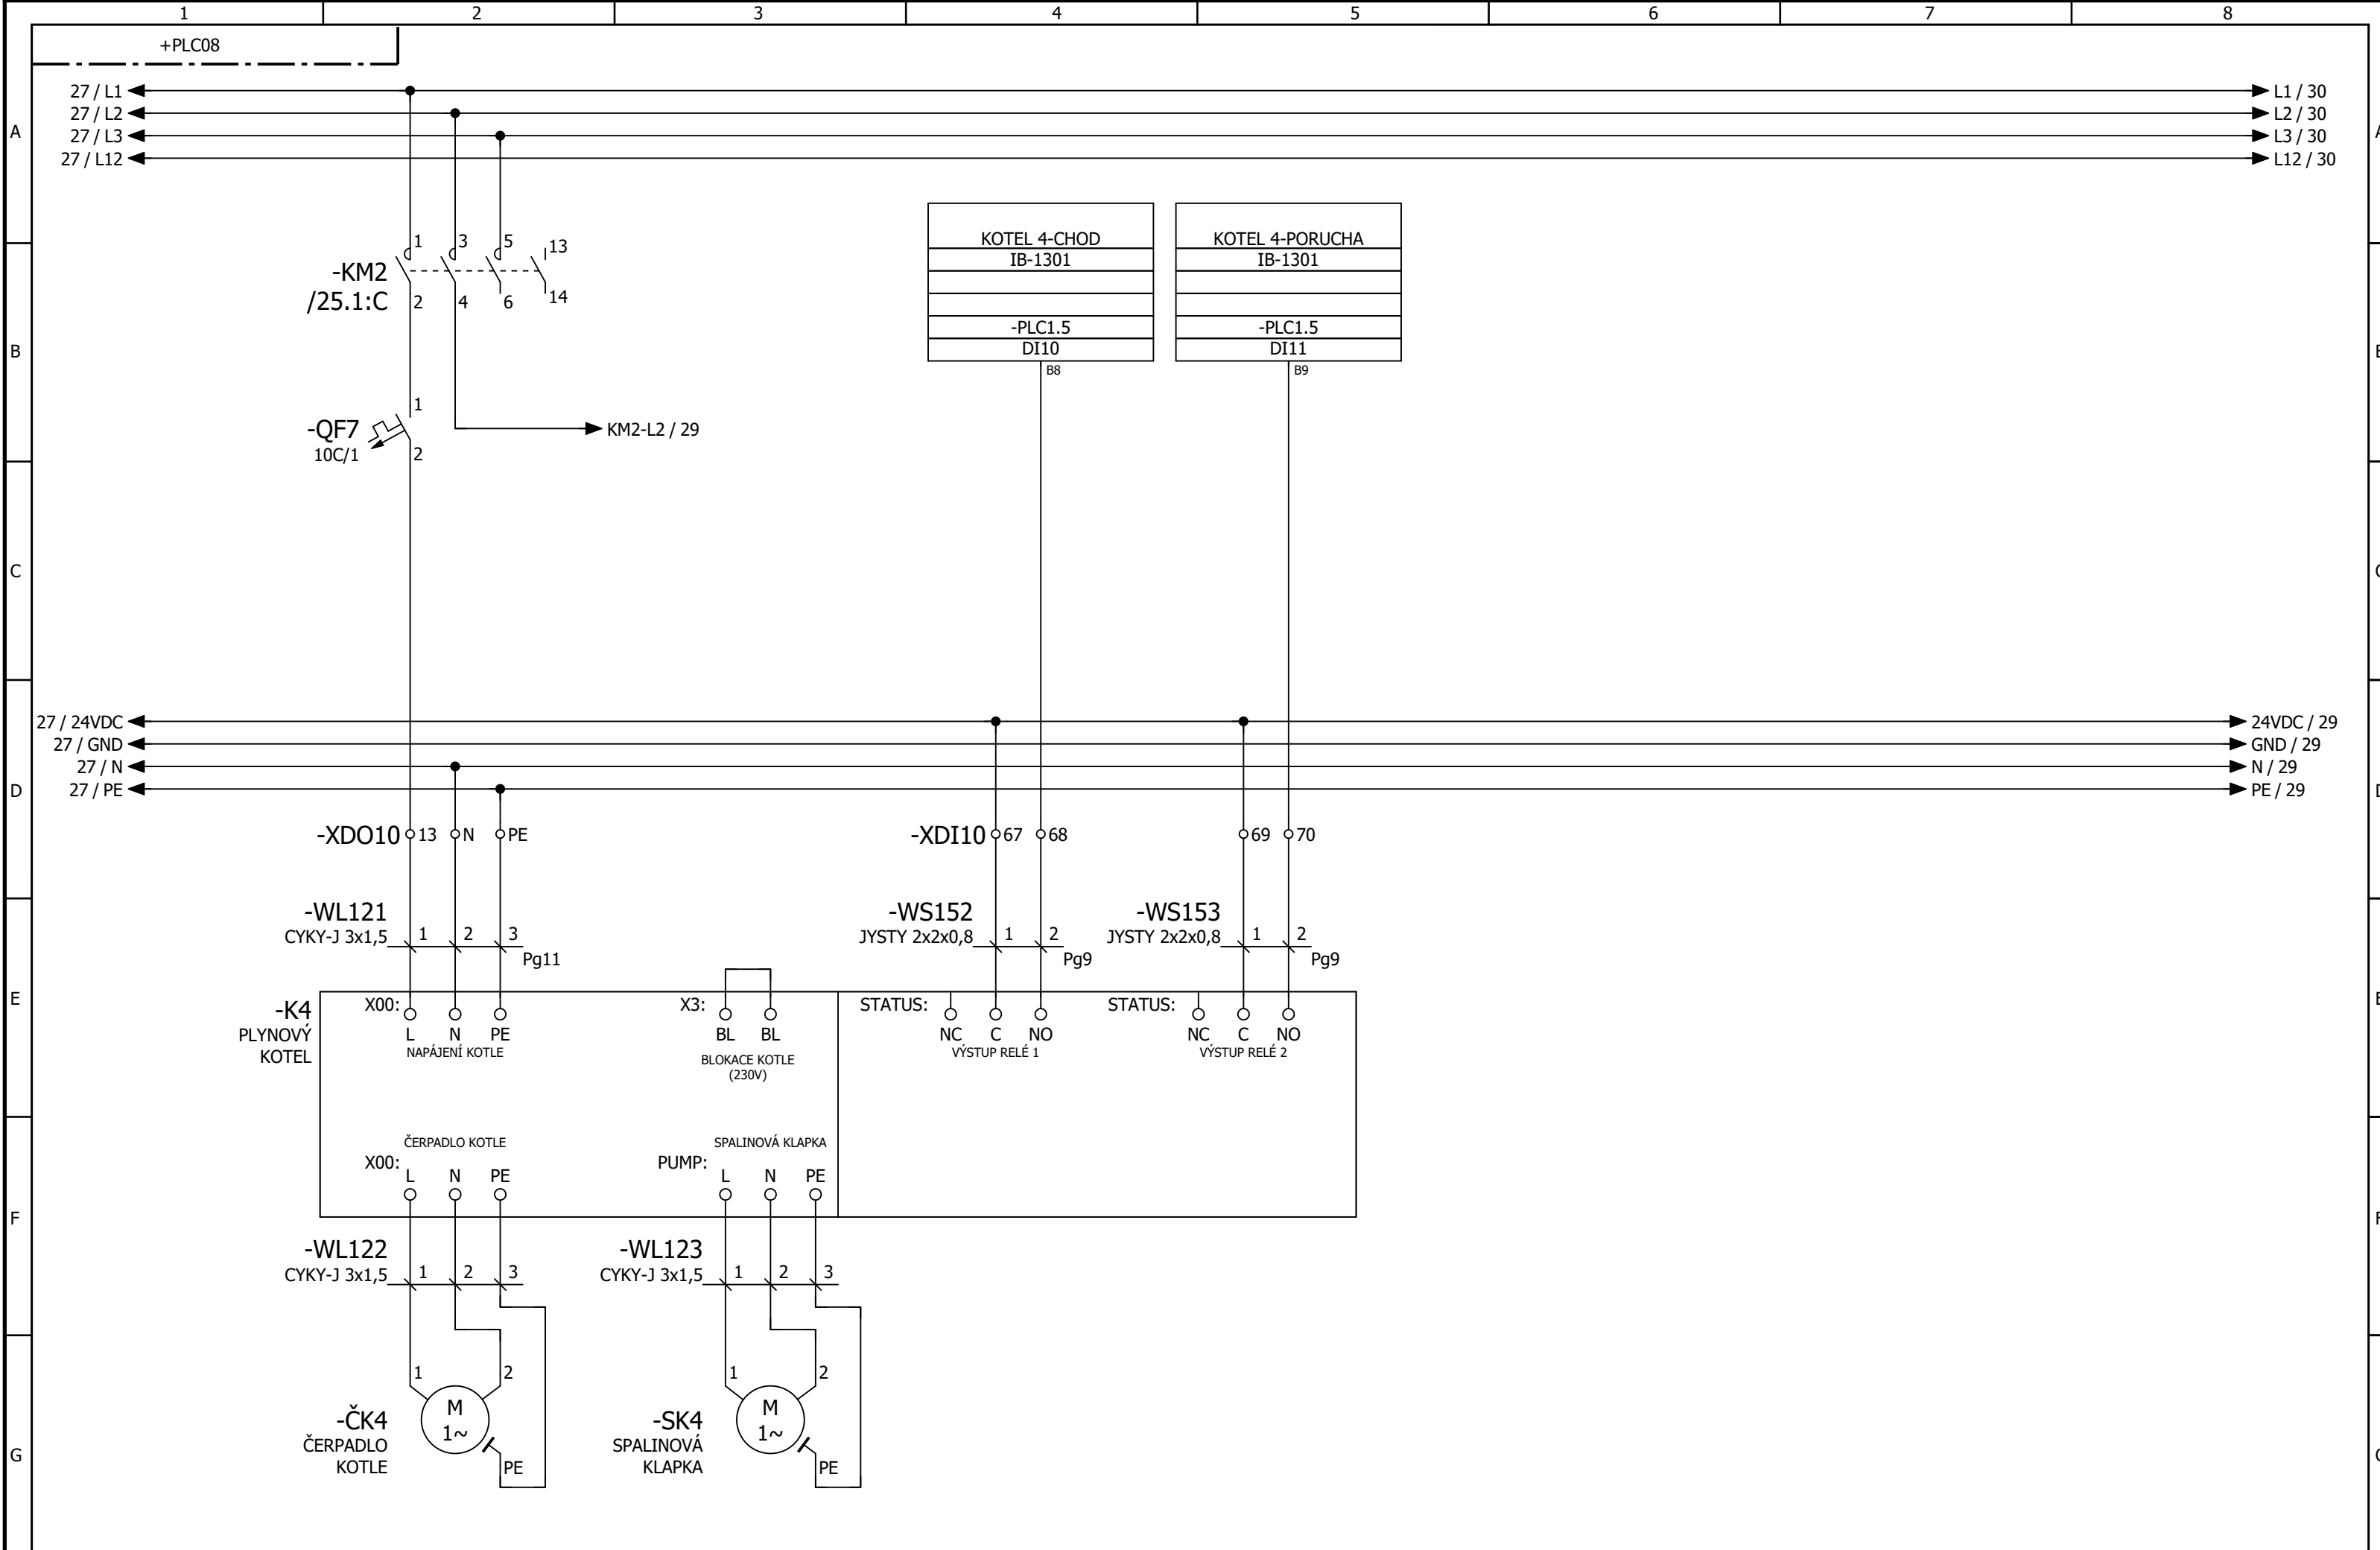 1 2 3 4 5 6 7 8
+PLC08
27 / L1 L1 / 30
27 / L2 L2 / 30
27 / L3 L3 / 30
27 / L12 L12 / 30
A
KOTEL 4-CHOD KOTEL 4-PORUCHA
IB-1301 IB-1301
-PLC1.5 -PLC1.5
DI10 DI11
B8 B9
1 3 5 13
-KM2
/25.1:C
2 4 6 14
B
1
-QF7
10C/1
2
KM2-L2 / 29
C
27 / 24VDC 24VDC / 29
27 / GND GND / 29
27 / N N / 29
27 / PE PE / 29
D
-XDO10 13 N PE -XDI10 67 68 69 70
-WL121 -WS152 -WS153
CYKY-J 3x1,5 1 2 3 JYSTY 2x2x0,8 1 2 JYSTY 2x2x0,8 1 2
Pg11 Pg9 Pg9
E
-K4
PLYNOVÝ
KOTEL
X00: X3: STATUS: STATUS:
L N PE BL BL NC C NO NC C NO
NAPÁJENÍ KOTLE VÝSTUP RELÉ 1 VÝSTUP RELÉ 2
BLOKACE KOTLE
(230V)
ČERPADLO KOTLE SPALINOVÁ KLAPKA
X00: PUMP:
L N PE L N PE
F
-WL122 -WL123
CYKY-J 3x1,5 1 2 3 CYKY-J 3x1,5 1 2 3
1 2 1 2
M M
1~ 1~
-ČK4 -SK4
ČERPADLO SPALINOVÁ
KOTLE KLAPKA
PE PE
G